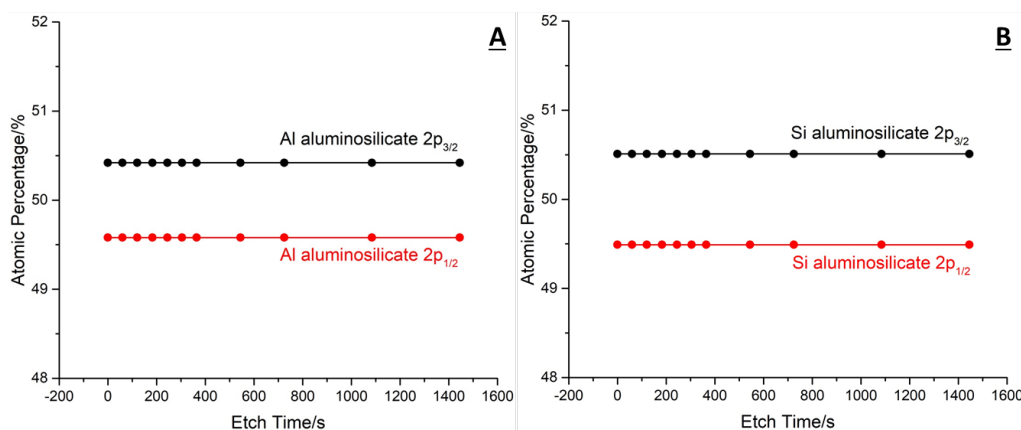 A
52
51
50
49
48
Atomic Percentage/%
Al aluminosilicate 2p3/2
Al aluminosilicate 2p1/2
-200 0 200 400 600 800 1000 1200 1400 1600
Etch Time/s
B
52
51
50
49
48
Atomic Percentage/%
Si aluminosilicate 2p3/2
Si aluminosilicate 2p1/2
-200 0 200 400 600 800 1000 1200 1400 1600
Etch Time/s